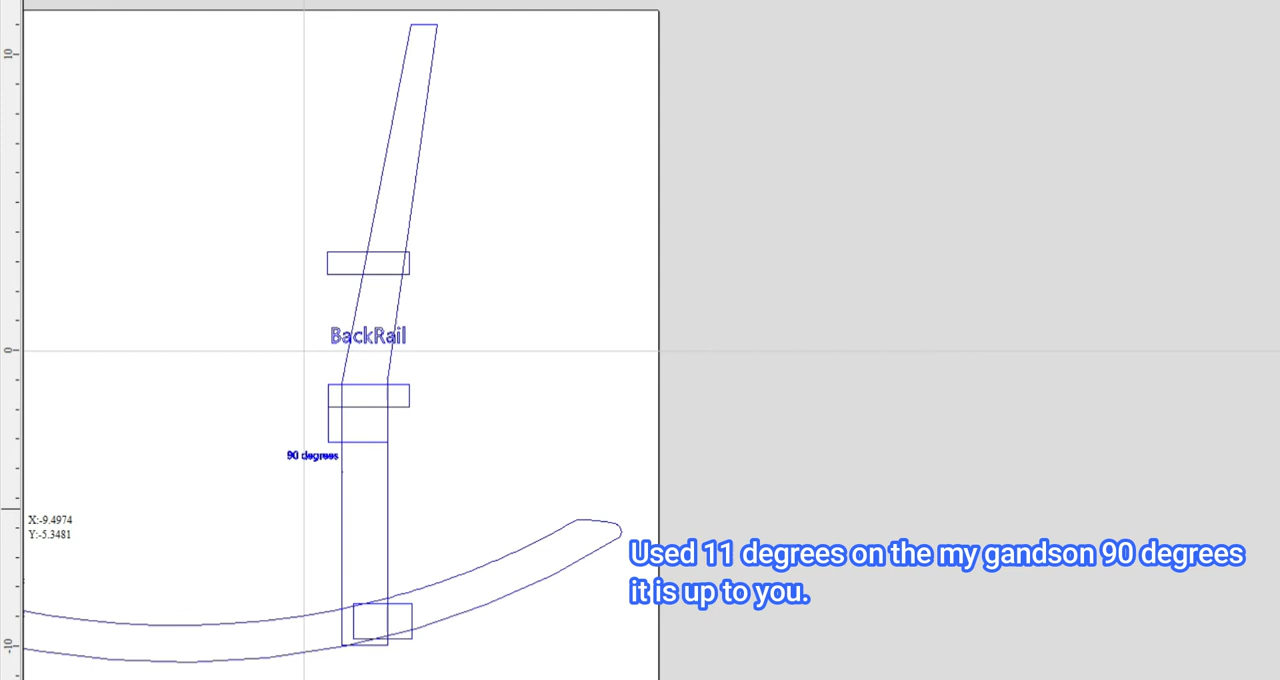 10
0
BackRail
90 degrees
X:-9.4974
Y:-5.3481
Used 11 degrees on the my gandson 90 degrees
it is up to you.
-10